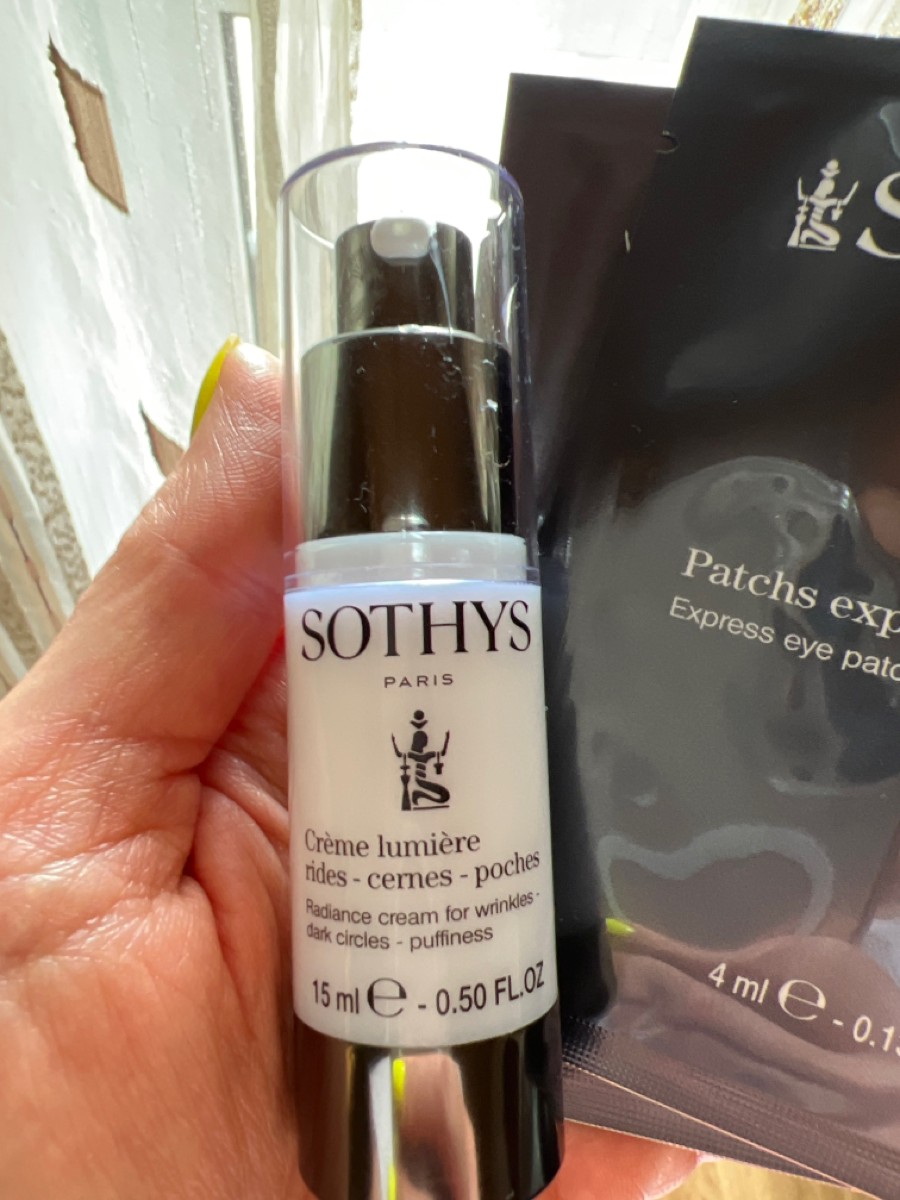 SOTHYS
PARIS
Crème lumière
rides - cernes - poches
Radiance cream for wrinkles -
dark circles - puffiness
15 ml e - 0.50 FL.OZ
S
Patchs exp
Express eye patc
4 ml e - 0.1